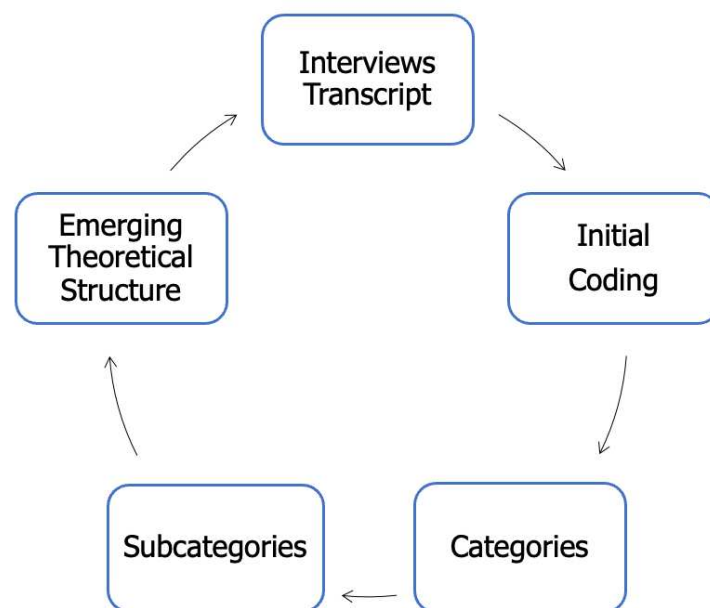 Interviews
Transcript
Initial
Coding
Categories
Subcategories
Emerging
Theoretical
Structure